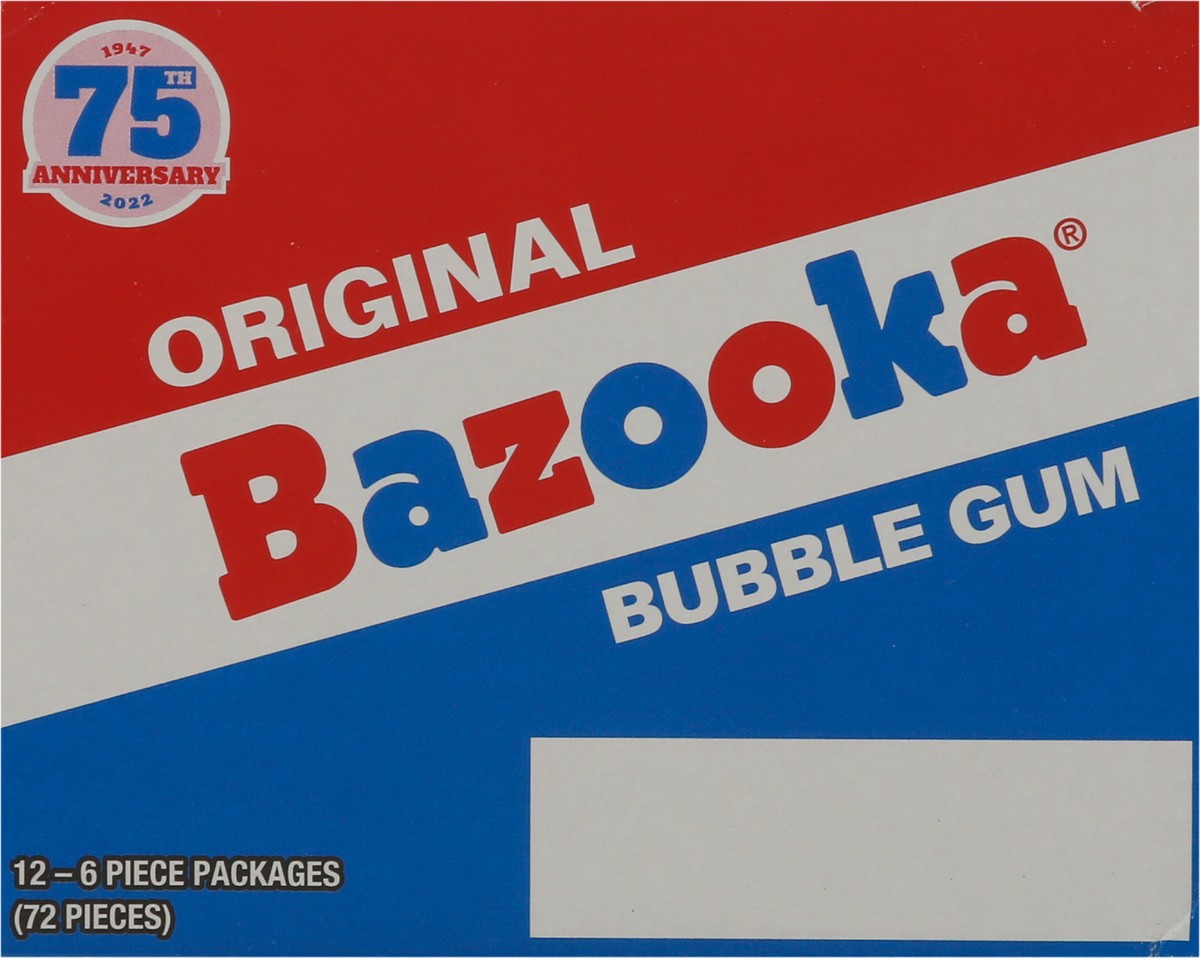 1947
75TH
ANNIVERSARY
2022
ORIGINAL
Bazooka®
BUBBLE GUM
12 – 6 PIECE PACKAGES
(72 PIECES)